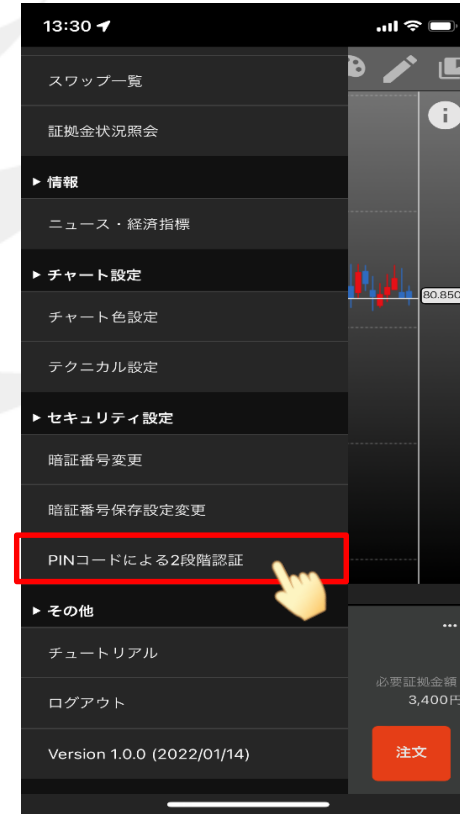 13:30
スワップ一覧
証拠金状況照会
▶ 情報
ニュース・経済指標
▶ チャート設定
チャート色設定
テクニカル設定
▶ セキュリティ設定
暗証番号変更
暗証番号保存設定変更
PINコードによる2段階認証
▶ その他
チュートリアル
ログアウト
Version 1.0.0 (2022/01/14)
i
80.850
...
必要証拠金額
3,400円
注文